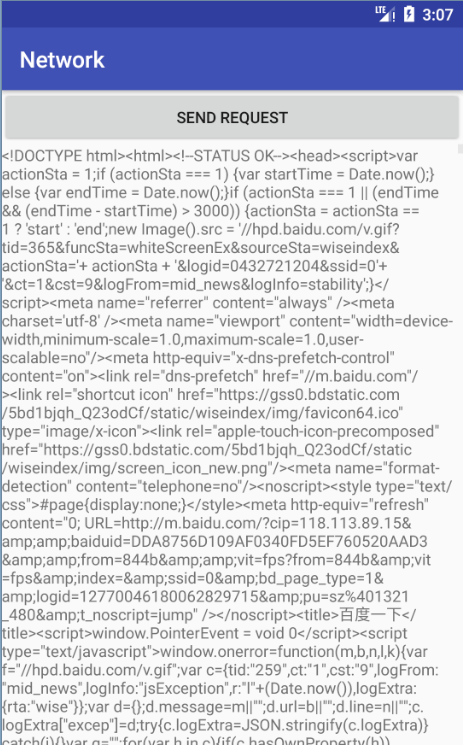 LTE 3:07
Network
SEND REQUEST
<!DOCTYPE html><html><!--STATUS OK--><head><script>var
actionSta = 1;if (actionSta === 1) {var startTime = Date.now();}
else {var endTime = Date.now();}if (actionSta === 1 || (endTime
&& (endTime - startTime) > 3000)) {actionSta = actionSta ==
1 ? 'start' : 'end';new Image().src = '//hpd.baidu.com/v.gif?
tid=365&funcSta=whiteScreenEx&sourceSta=wiseindex&
actionSta='+ actionSta + '&logid=0432721204&ssid=0'+
'&ct=1&cst=9&logFrom=mid_news&logInfo=stability';}</
script><meta name="referrer" content="always" /><meta
charset='utf-8' /><meta name="viewport" content="width=device-
width,minimum-scale=1.0,maximum-scale=1.0,user-
scalable=no"/><meta http-equiv="x-dns-prefetch-control"
content="on"><link rel="dns-prefetch" href="//m.baidu.com"/
><link rel="shortcut icon" href="https://gss0.bdstatic.com
/5bd1bjqh_Q23odCf/static/wiseindex/img/favicon64.ico"
type="image/x-icon"><link rel="apple-touch-icon-precomposed"
href="https://gss0.bdstatic.com/5bd1bjqh_Q23odCf/static
/wiseindex/img/screen_icon_new.png"/><meta name="format-
detection" content="telephone=no"/><noscript><style type="text/
css">#page{display:none;}</style><meta http-equiv="refresh"
content="0; URL=http://m.baidu.com/?cip=118.113.89.15&
amp;amp;baiduid=DDA8756D109AF0340FD5EF760520AAD3
&amp;amp;from=844b&amp;vit=fps?from=844b&amp;vit
=fps&amp;index=&amp;ssid=0&amp;bd_page_type=1&
amp;logid=12770046180062829715&amp;pu=sz%401321
_480&amp;t_noscript=jump" /></noscript><title>百度一下</
title><script>window.PointerEvent = void 0</script><script
type="text/javascript">window.onerror=function(m,b,n,l,k){var
f="//hpd.baidu.com/v.gif";var c={tid:"259",ct:"1",cst:"9",logFrom:
"mid_news",logInfo:"jsException",r:"l"+(Date.now()),logExtra:
{rta:"wise"}};var d={};d.message=m||"";d.url=b||"";d.line=n||"";c.
logExtra["excep"]=d;try{c.logExtra=JSON.stringify(c.logExtra)}
catch(j){}var g="";for(var h in c){if(c.hasOwnProperty(h))